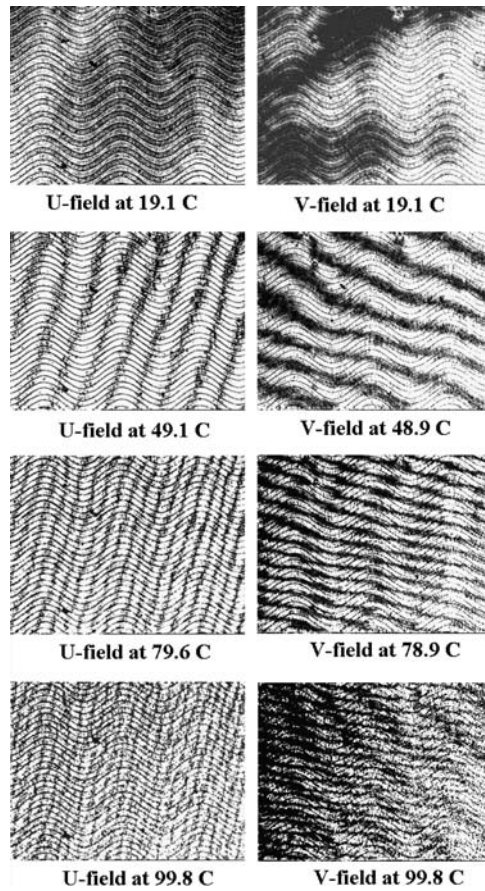 U-field at 19.1 C
V-field at 19.1 C
U-field at 49.1 C
V-field at 48.9 C
U-field at 79.6 C
V-field at 78.9 C
U-field at 99.8 C
V-field at 99.8 C